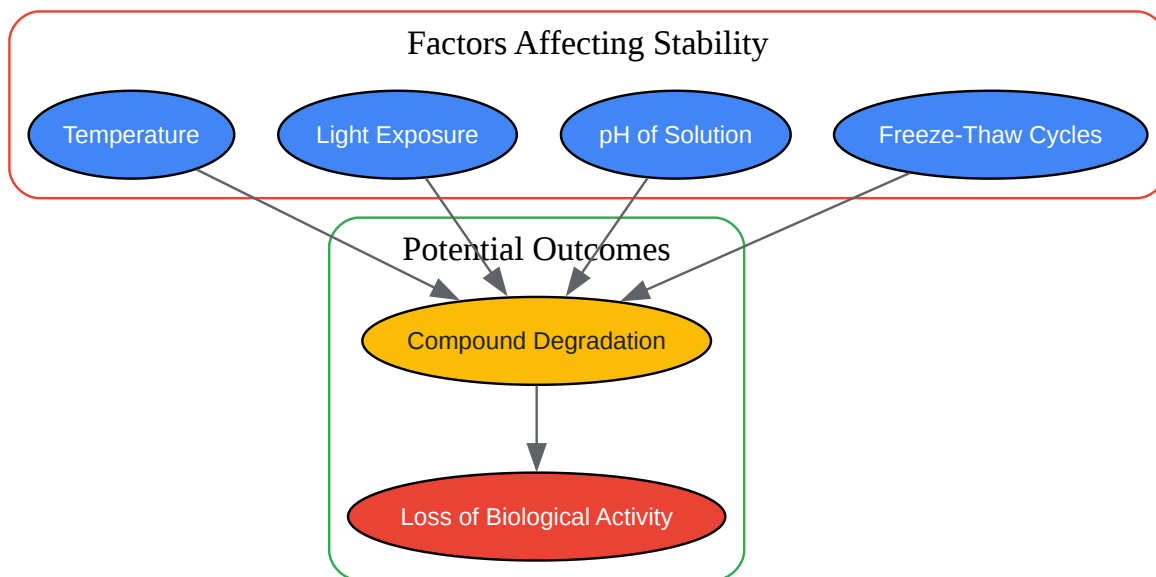 Factors Affecting Stability
Temperature
Light Exposure
pH of Solution
Freeze-Thaw Cycles
Potential Outcomes
Compound Degradation
Loss of Biological Activity